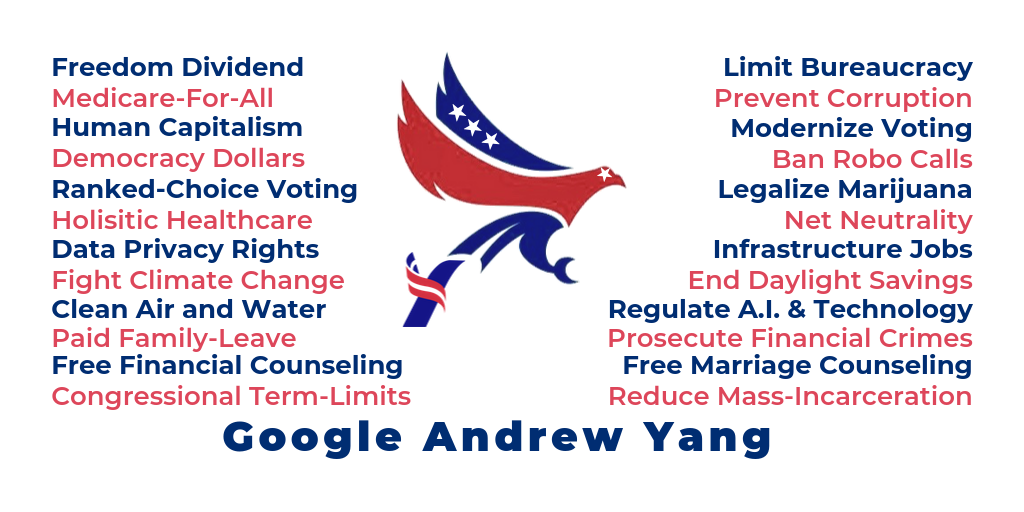 Freedom Dividend
Medicare-For-All
Human Capitalism
Democracy Dollars
Ranked-Choice Voting
Holisitic Healthcare
Data Privacy Rights
Fight Climate Change
Clean Air and Water
Paid Family-Leave
Free Financial Counseling
Congressional Term-Limits
Limit Bureaucracy
Prevent Corruption
Modernize Voting
Ban Robo Calls
Legalize Marijuana
Net Neutrality
Infrastructure Jobs
End Daylight Savings
Regulate A.I. & Technology
Prosecute Financial Crimes
Free Marriage Counseling
Reduce Mass-Incarceration
Google Andrew Yang